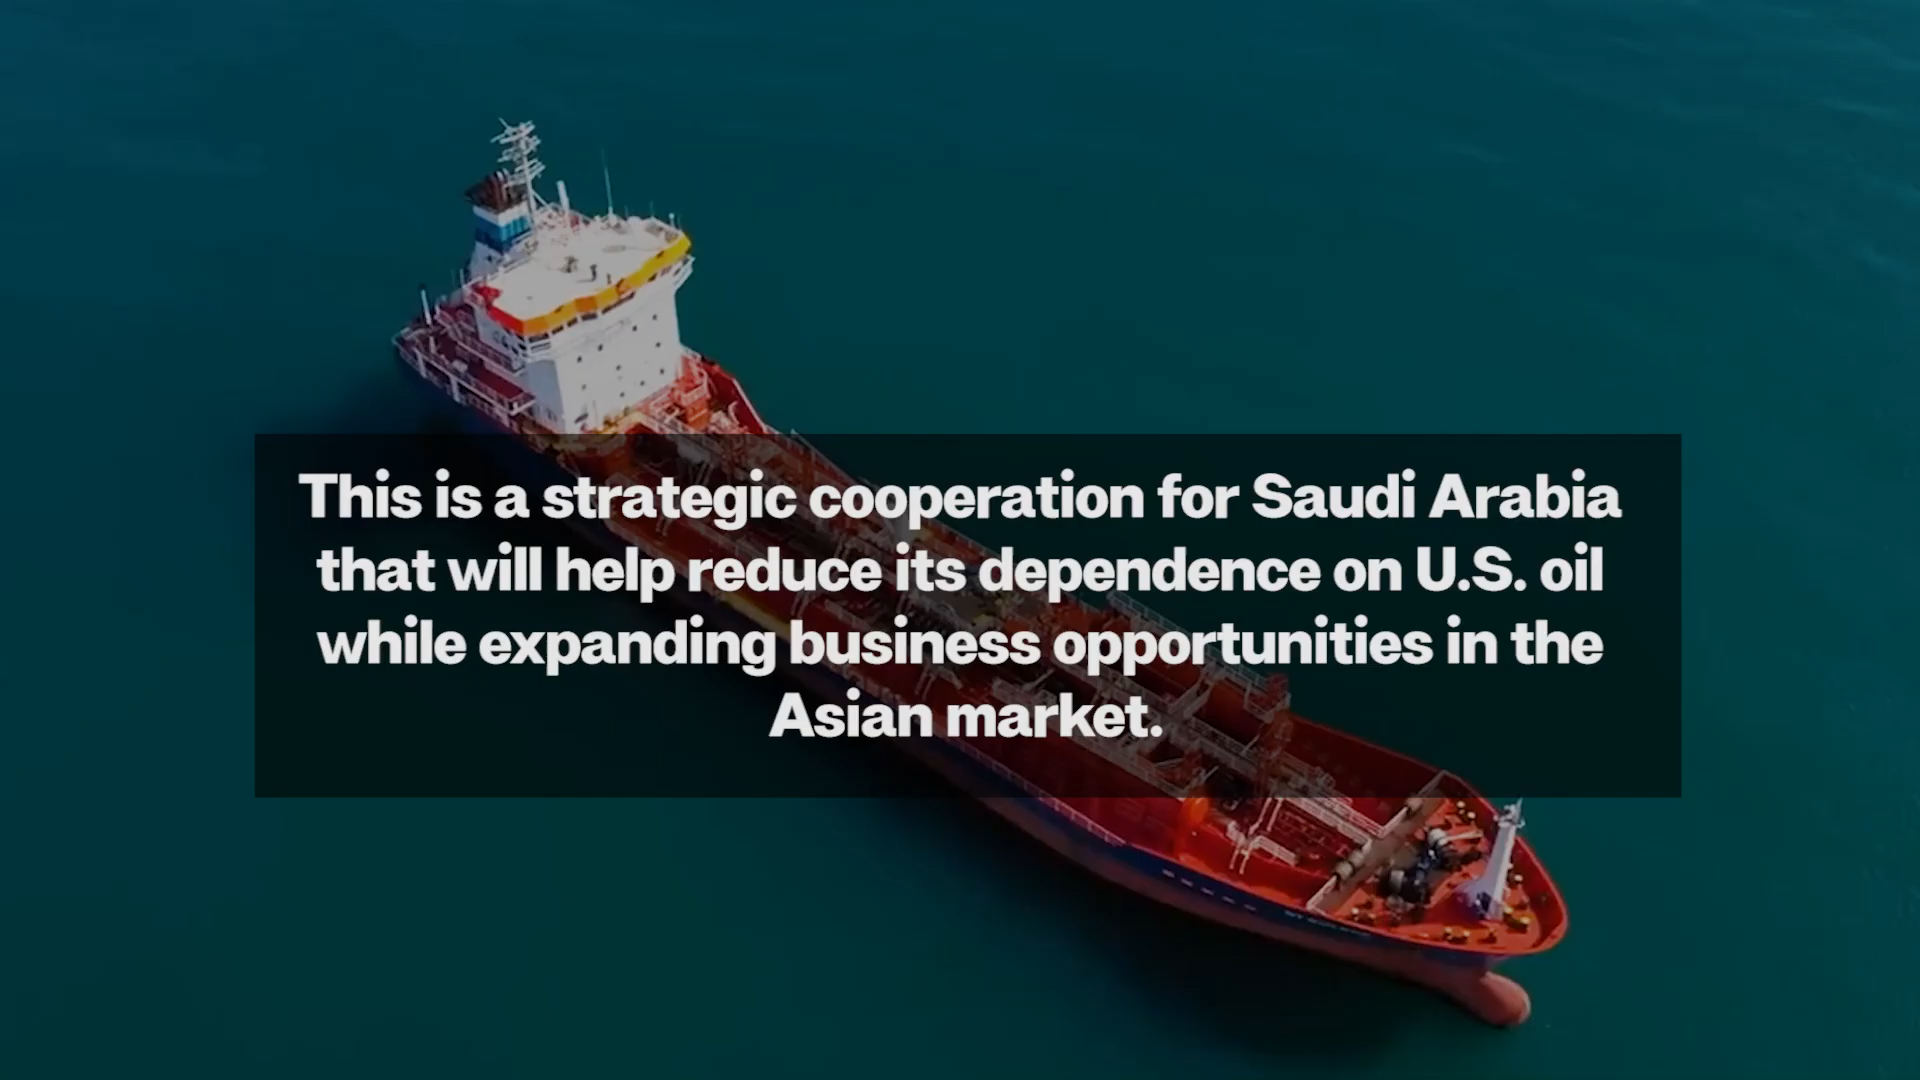 This is a strategic cooperation for Saudi Arabia
that will help reduce its dependence on U.S. oil
while expanding business opportunities in the
Asian market.